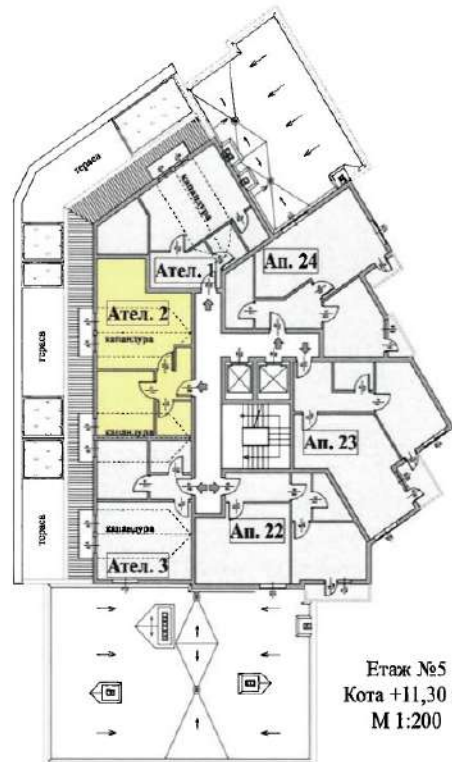 тераса
капандура
Ател. 1
Ап. 24
Ател. 2
капандура
тераса
капандура
Ап. 23
капандура
тераса
Ап. 22
Ател. 3
Етаж №5
Кота +11,30
М 1:200